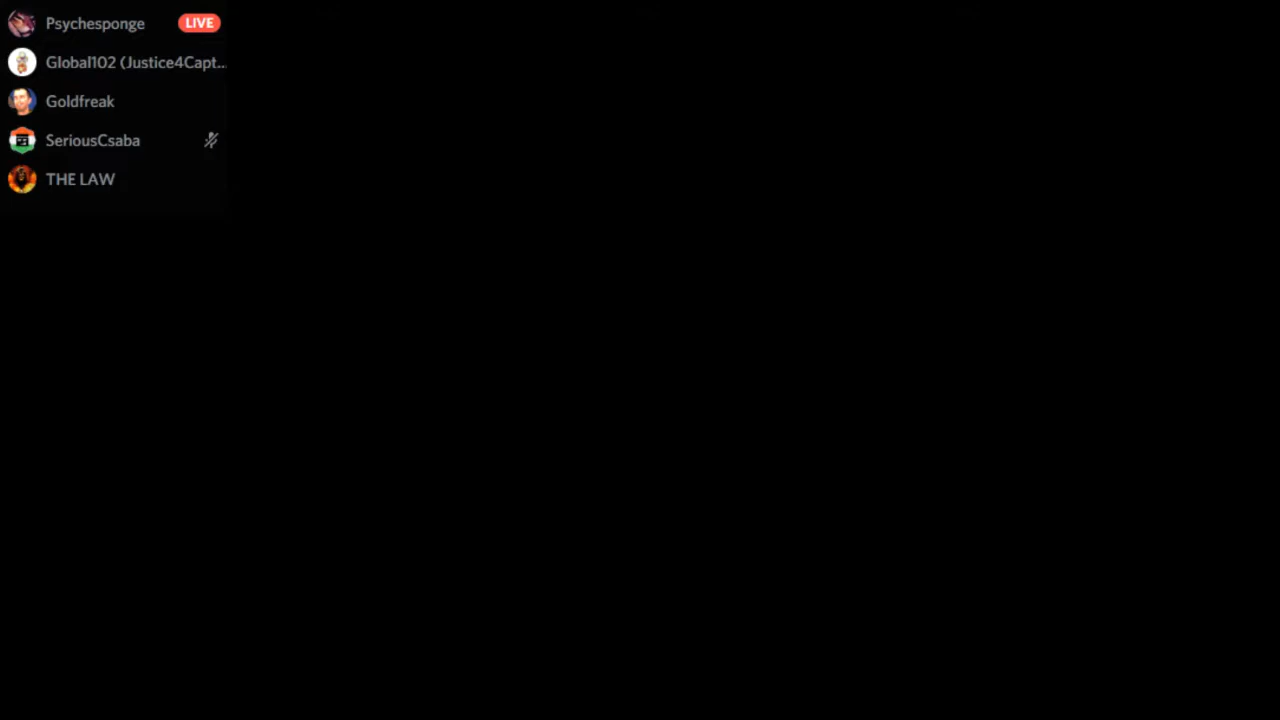 Psychesponge LIVE
Global102 (Justice4Capt...
Goldfreak
SeriousCsaba
THE LAW